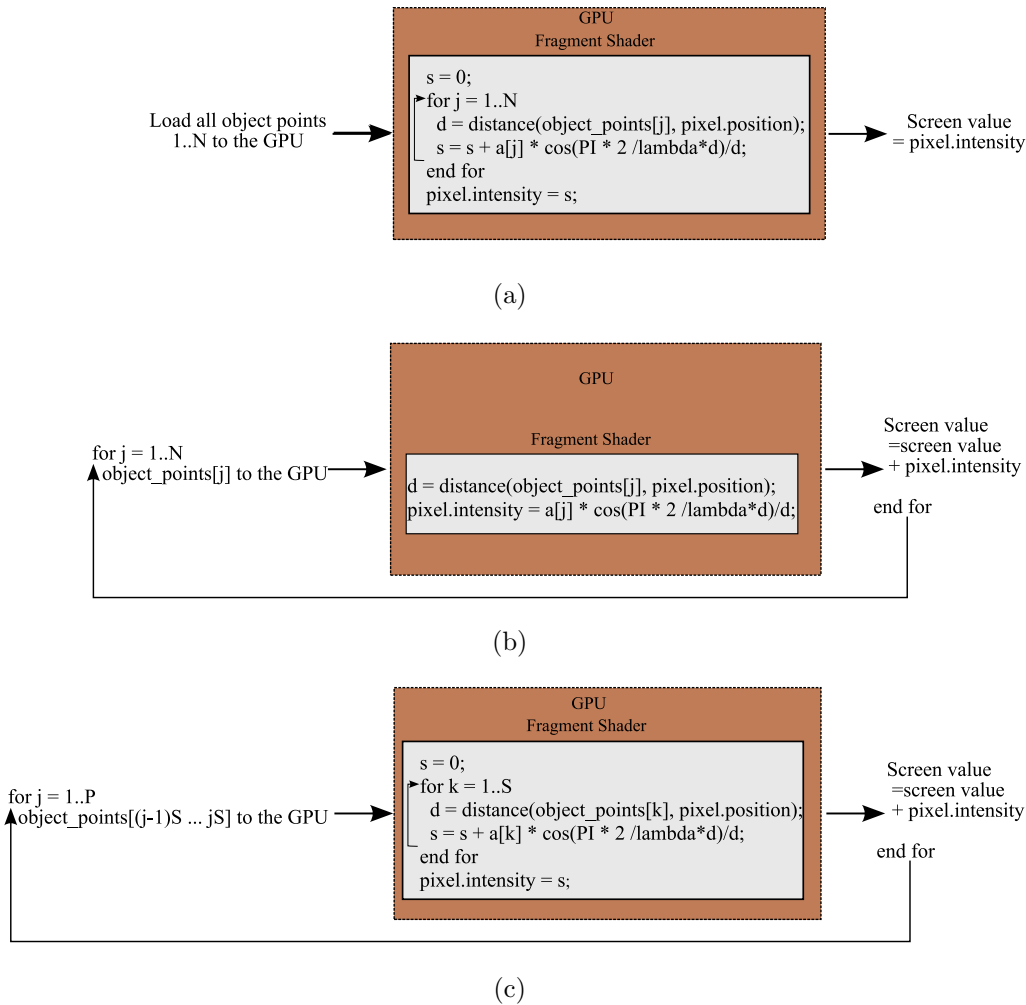 GPU
Fragment Shader
s = 0;
for j = 1..N
d = distance(object_points[j], pixel.position);
s = s + a[j] * cos(PI * 2 /lambda*d)/d;
end for
pixel.intensity = s;
Load all object points
1..N to the GPU
Screen value
= pixel.intensity
(a)
GPU
Fragment Shader
for j = 1..N
object_points[j] to the GPU
d = distance(object_points[j], pixel.position);
pixel.intensity = a[j] * cos(PI * 2 /lambda*d)/d;
Screen value
=screen value
+ pixel.intensity
end for
(b)
GPU
Fragment Shader
for j = 1..P
object_points[(j-1)S ... jS] to the GPU
s = 0;
for k = 1..S
d = distance(object_points[k], pixel.position);
s = s + a[k] * cos(PI * 2 /lambda*d)/d;
end for
pixel.intensity = s;
Screen value
=screen value
+ pixel.intensity
end for
(c)